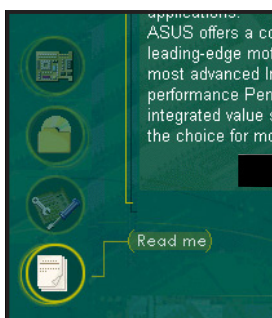 applications.
ASUS offers a co
leading-edge mot
most advanced In
performance Pen
integrated value s
the choice for mo
Read me